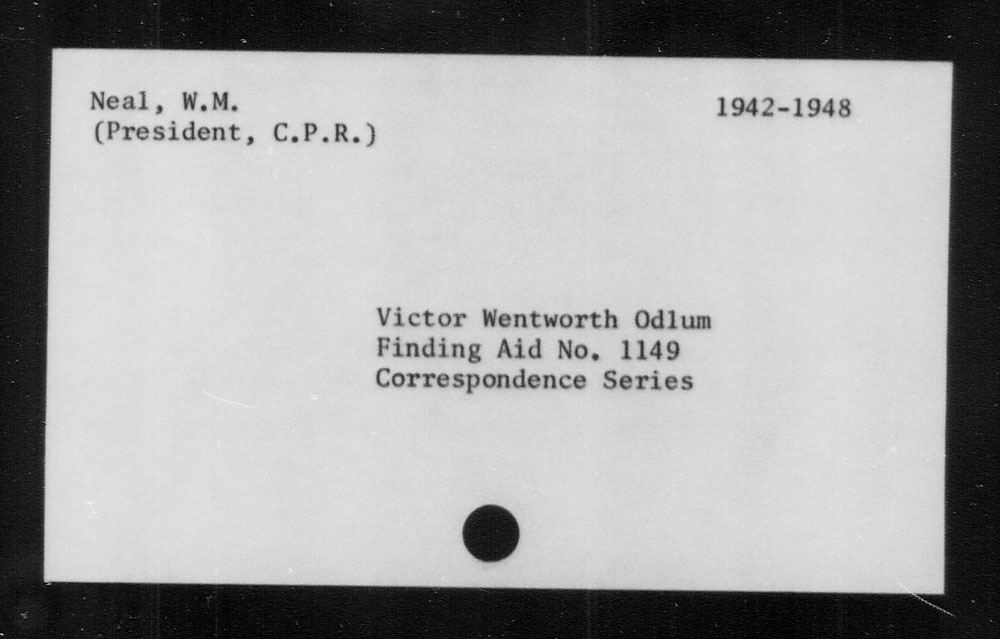 Neal, W.M.
1942-1948
(President, C.P.R.)
Victor Wentworth Odlum
Finding Aid No. 1149
Correspondence Series